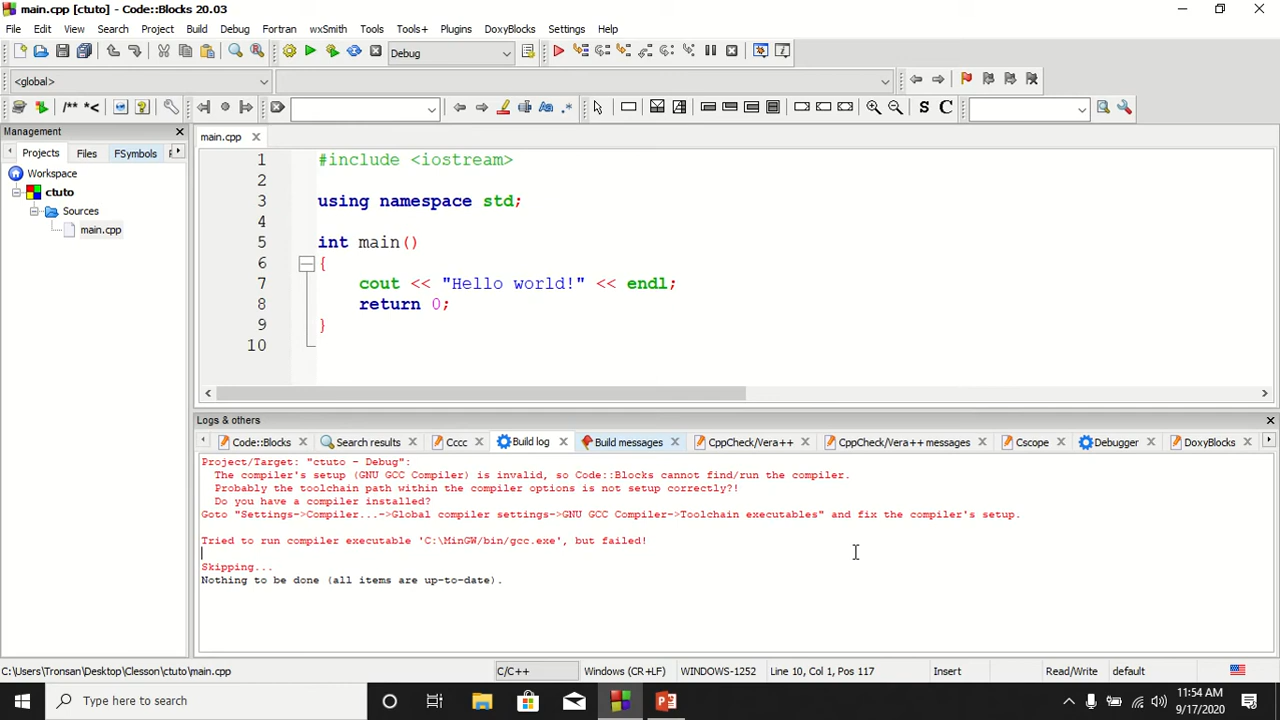 main.cpp [ctuto] - Code::Blocks 20.03
File Edit View Search Project Build Debug Fortran wxSmith Tools Tools+ Plugins DoxyBlocks Settings Help
Debug
<global>
/** *<
S C
Management
Projects Files FSymbols
Workspace
ctuto
Sources
main.cpp
main.cpp
1 #include <iostream>
2
3 using namespace std;
4
5 int main()
6 {
7 cout << "Hello world!" << endl;
8 return 0;
9 }
10
Logs & others
Code::Blocks Search results Cccc Build log Build messages CppCheck/Vera++ CppCheck/Vera++ messages Cscope Debugger DoxyBlocks
Project/Target: "ctuto - Debug":
The compiler's setup (GNU GCC Compiler) is invalid, so Code::Blocks cannot find/run the compiler.
Probably the toolchain path within the compiler options is not setup correctly?!
Do you have a compiler installed?
Goto "Settings->Compiler...->Global compiler settings->GNU GCC Compiler->Toolchain executables" and fix the compiler's setup.
Tried to run compiler executable 'C:\MinGW/bin/gcc.exe', but failed!
Skipping...
Nothing to be done (all items are up-to-date).
C:\Users\Tronsan\Desktop\Clesson\ctuto\main.cpp C/C++ Windows (CR+LF) WINDOWS-1252 Line 10, Col 1, Pos 117 Insert Read/Write default
Type here to search
11:54 AM
9/17/2020